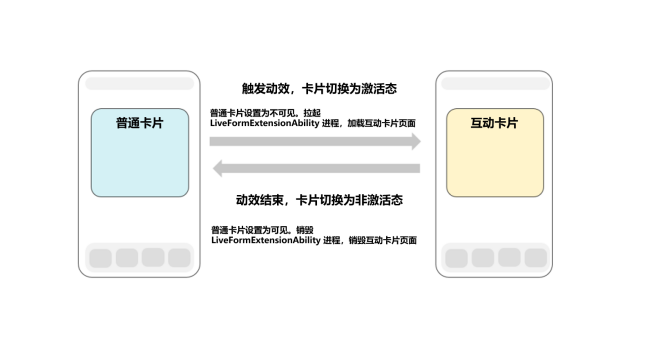 触发动效，卡片切换为激活态
普通卡片
普通卡片设置为不可见。拉起
LiveFormExtensionAbility 进程，加载互动卡片页面
互动卡片
动效结束，卡片切换为非激活态
普通卡片设置为可见。销毁
LiveFormExtensionAbility 进程，销毁互动卡片页面